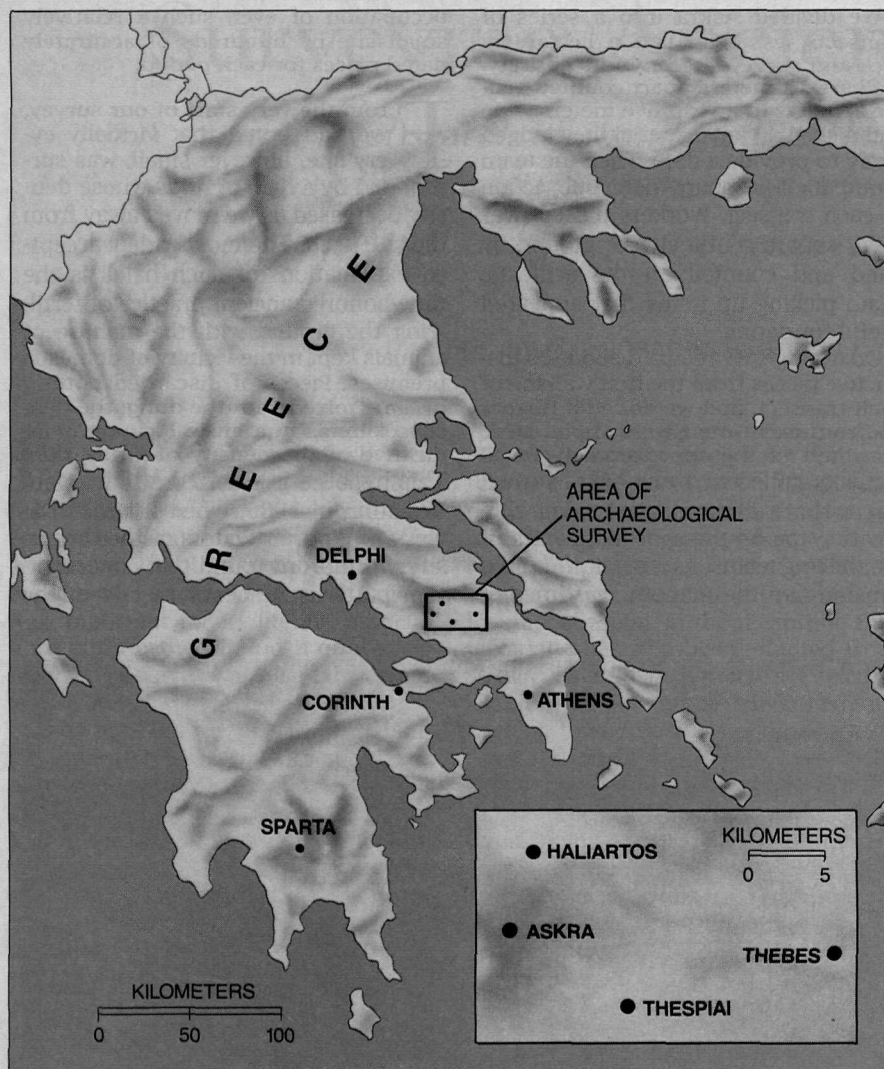 GREECE
AREA OF
ARCHAEOLOGICAL
SURVEY
DELPHI
CORINTH
ATHENS
SPARTA
KILOMETERS
0 50 100
KILOMETERS
0 5
HALIARTOS
ASKRA
THEBES
THESPIAI